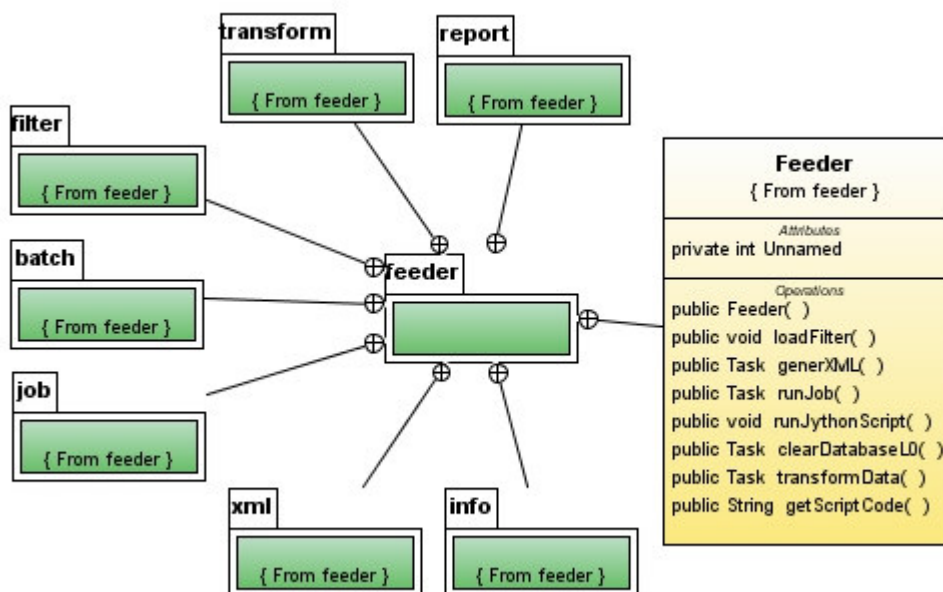 transform
{ From feeder }
report
{ From feeder }
filter
{ From feeder }
batch
{ From feeder }
job
{ From feeder }
feeder
xml
{ From feeder }
info
{ From feeder }
Feeder
{ From feeder }
Attributes
private int Unnamed
Operations
public Feeder( )
public void loadFilter( )
public Task generXML( )
public Task runJob( )
public void runJythonScript( )
public Task clearDatabaseL0( )
public Task transformData( )
public String getScriptCode( )